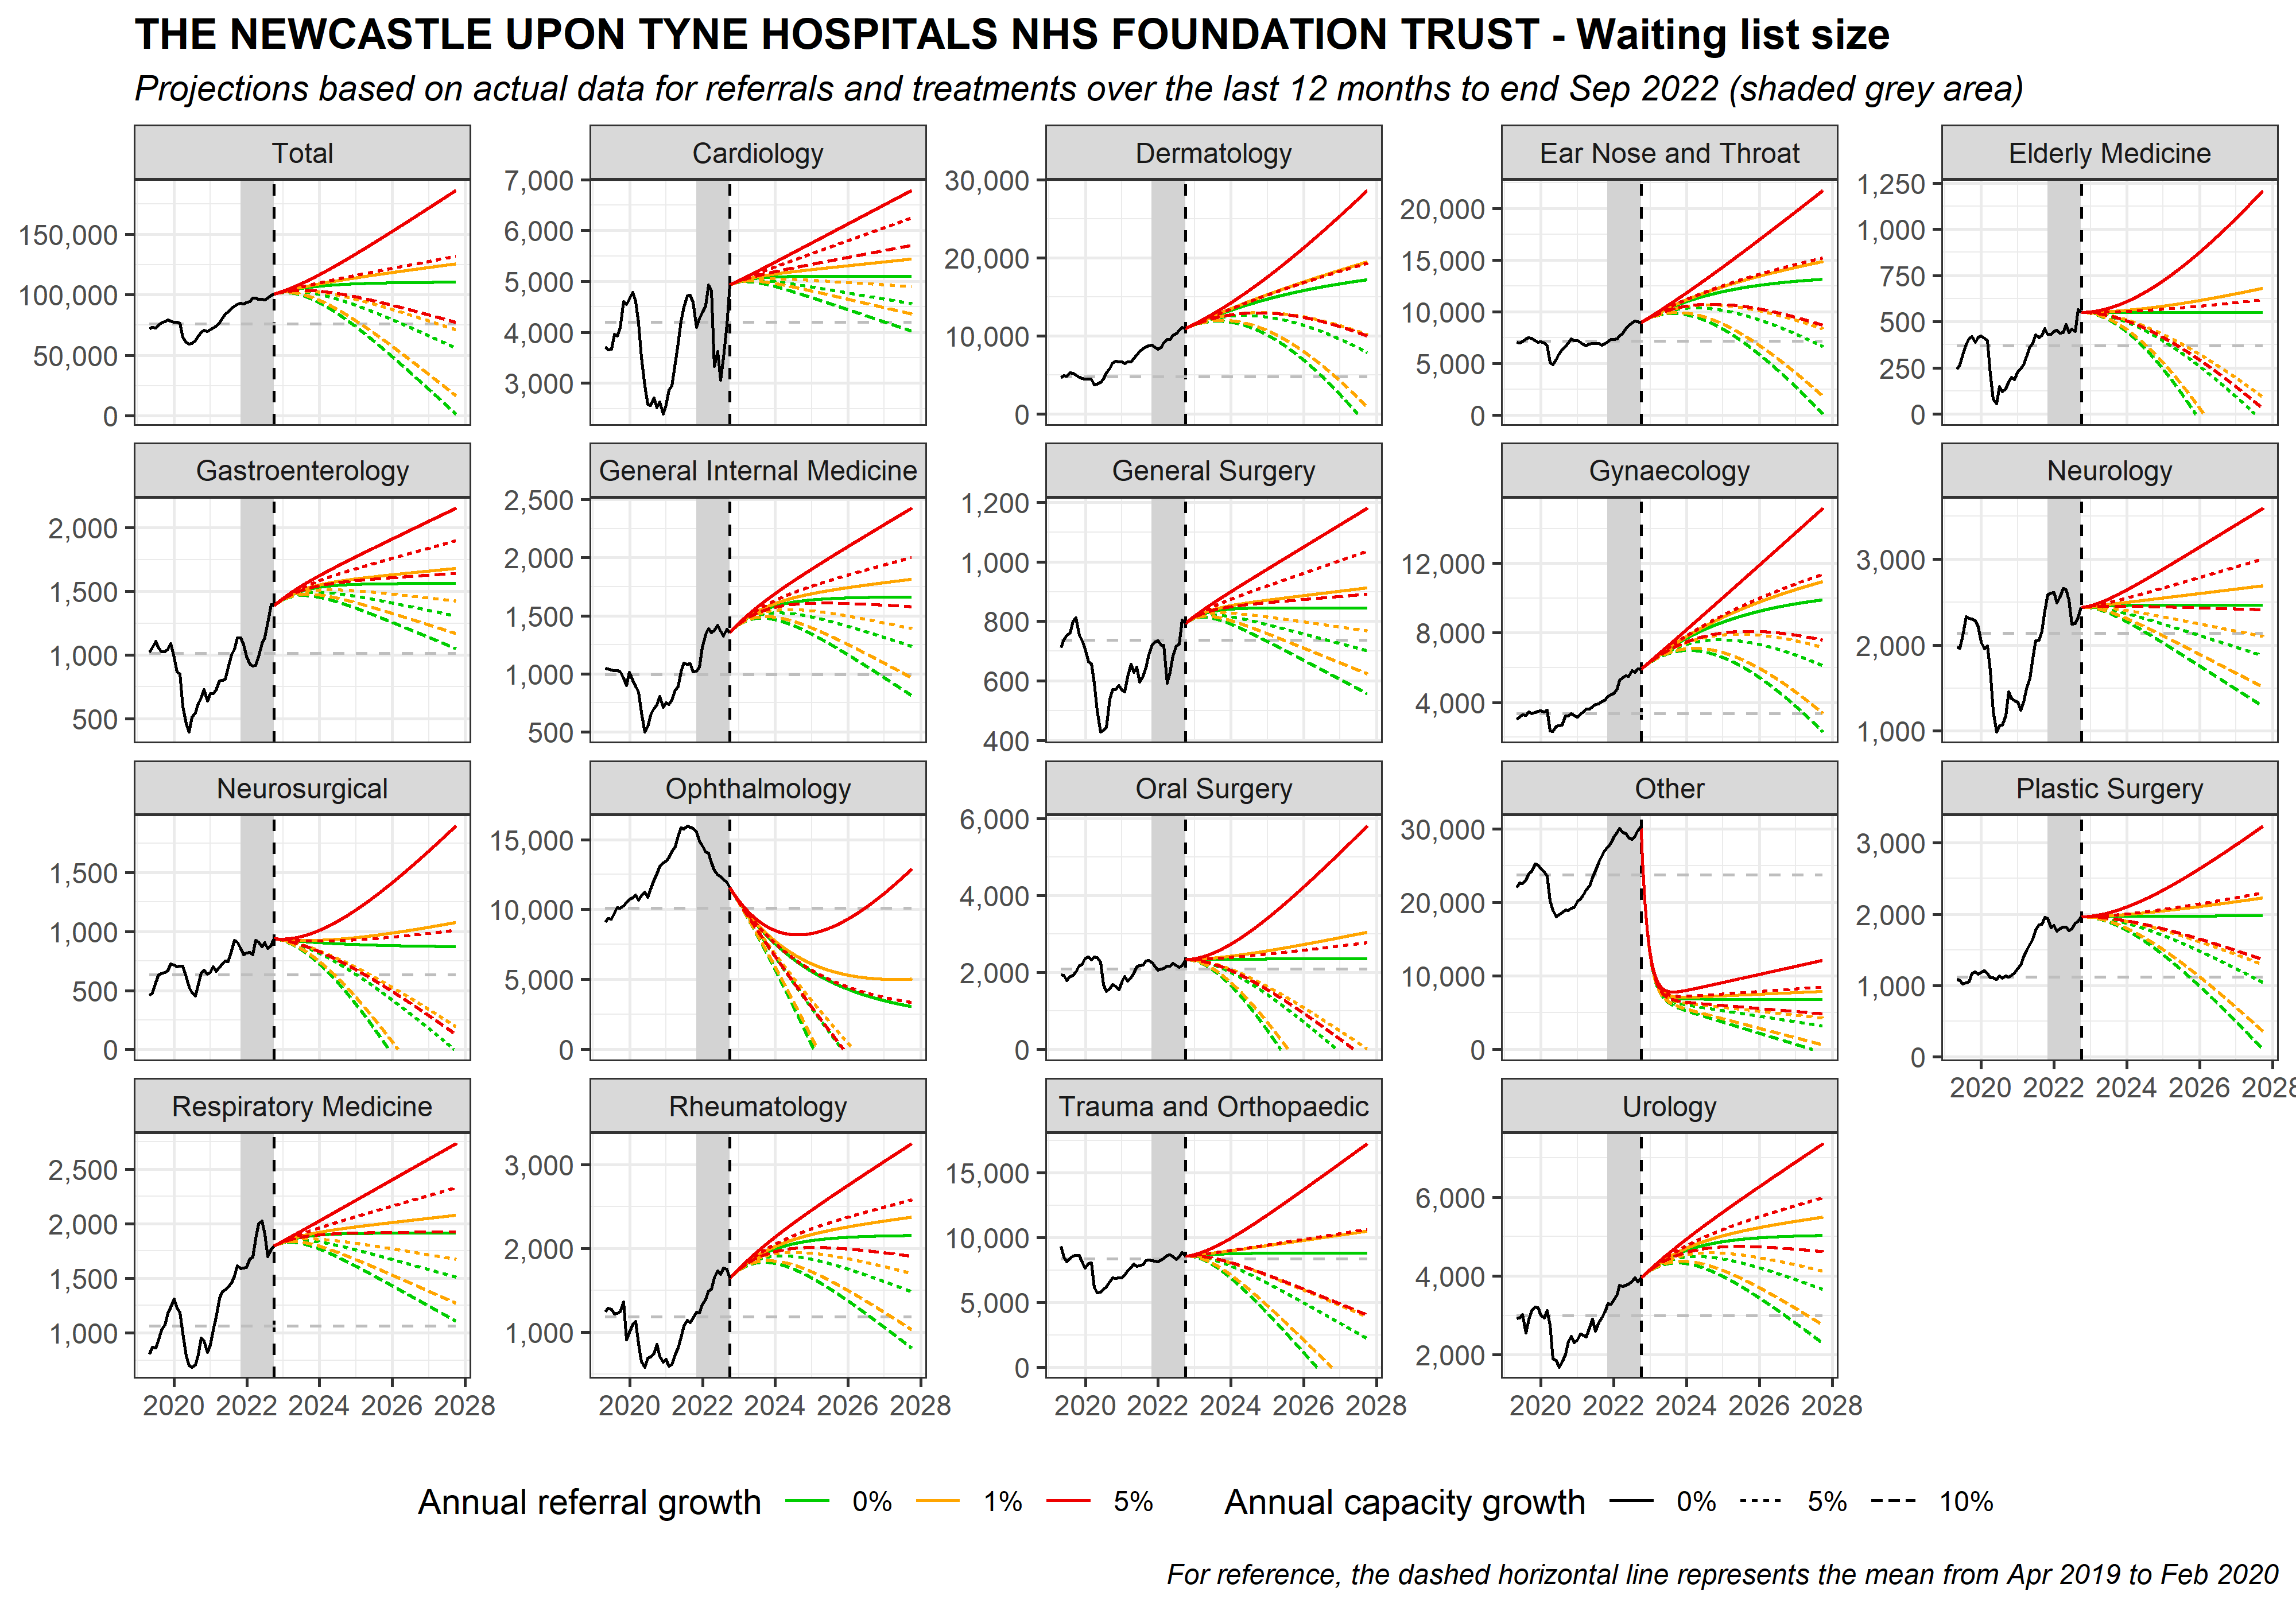 THE NEWCASTLE UPON TYNE HOSPITALS NHS FOUNDATION TRUST - Waiting list size
Projections based on actual data for referrals and treatments over the last 12 months to end Sep 2022 (shaded grey area)
Total
150,000
100,000
50,000
0
Cardiology
7,000
6,000
5,000
4,000
3,000
Dermatology
30,000
20,000
10,000
0
Ear Nose and Throat
20,000
15,000
10,000
5,000
0
Elderly Medicine
1,250
1,000
750
500
250
0
Gastroenterology
2,000
1,500
1,000
500
General Internal Medicine
2,500
2,000
1,500
1,000
500
General Surgery
1,200
1,000
800
600
400
Gynaecology
12,000
8,000
4,000
Neurology
3,000
2,000
1,000
Neurosurgical
1,500
1,000
500
0
Ophthalmology
15,000
10,000
5,000
0
Oral Surgery
6,000
4,000
2,000
0
Other
30,000
20,000
10,000
0
Plastic Surgery
3,000
2,000
1,000
0
2020 2022 2024 2026 2028
Respiratory Medicine
2,500
2,000
1,500
1,000
2020 2022 2024 2026 2028
Rheumatology
3,000
2,000
1,000
2020 2022 2024 2026 2028
Trauma and Orthopaedic
15,000
10,000
5,000
0
2020 2022 2024 2026 2028
Urology
6,000
4,000
2,000
2020 2022 2024 2026 2028
Annual referral growth 0% 1% 5% Annual capacity growth 0% 5% 10%
For reference, the dashed horizontal line represents the mean from Apr 2019 to Feb 2020